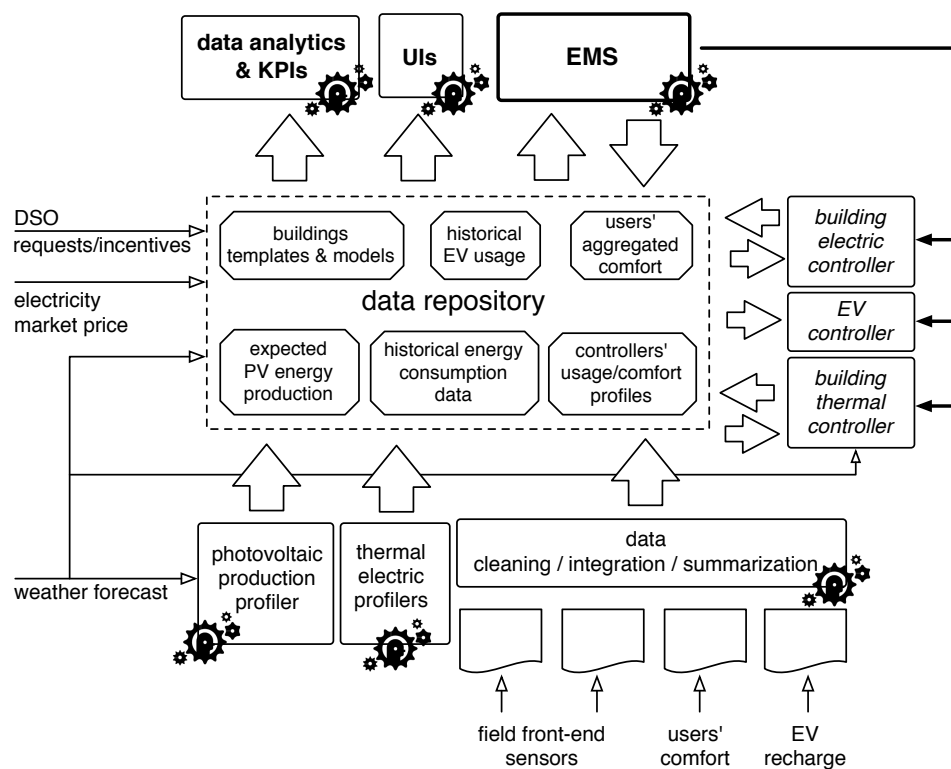 data analytics
& KPIs
UIs
EMS
DSO
requests/incentives
electricity
market price
buildings
templates & models
historical
EV usage
users'
aggregated
comfort
data repository
expected
PV energy
production
historical energy
consumption
data
controllers'
usage/comfort
profiles
building
electric
controller
EV
controller
building
thermal
controller
weather forecast
photovoltaic
production
profiler
thermal
electric
profilers
data
cleaning / integration / summarization
field front-end
sensors
users'
comfort
EV
recharge